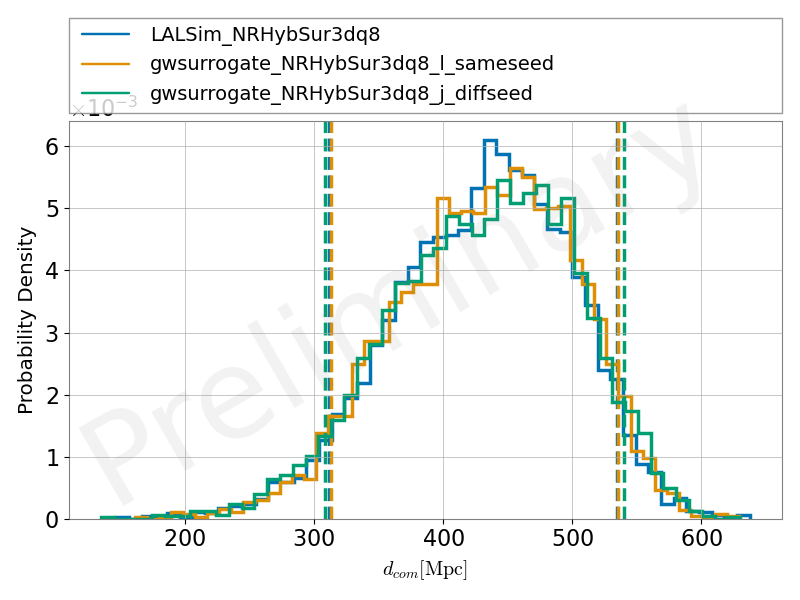 LALSim_NRHybSur3dq8
gwsurrogate_NRHybSur3dq8_l_sameseed
gwsurrogate_NRHybSur3dq8_j_diffseed
×10⁻³
6
5
4
3
2
1
0
Probability Density
Preliminary
200 300 400 500 600
d_com[Mpc]